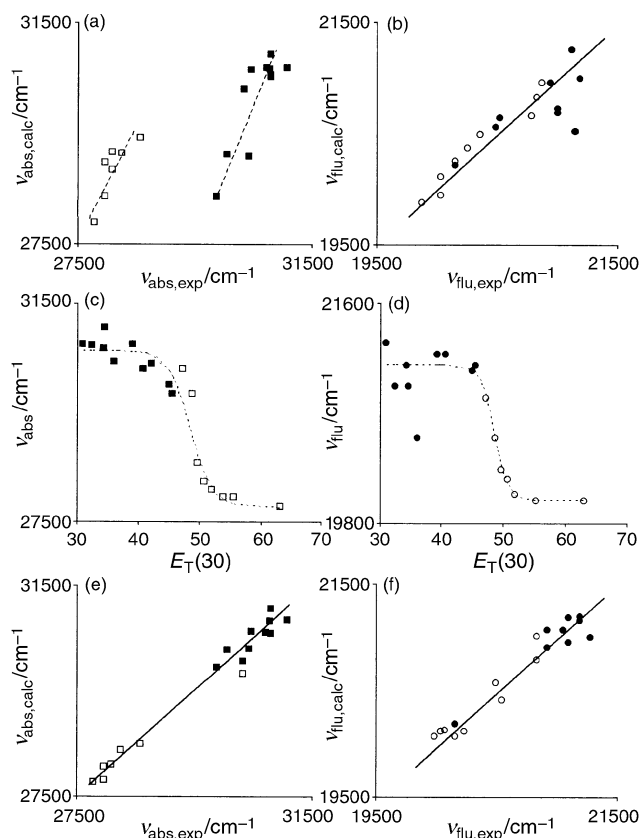 (a)
31500
ν_abs,calc/cm⁻¹
27500
27500
31500
ν_abs,exp/cm⁻¹
(b)
21500
ν_flu,calc/cm⁻¹
19500
19500
21500
ν_flu,exp/cm⁻¹
(c)
31500
ν_abs/cm⁻¹
27500
30 40 50 60 70
E_T(30)
(d)
21600
ν_flu/cm⁻¹
19800
30 40 50 60 70
E_T(30)
(e)
31500
ν_abs,calc/cm⁻¹
27500
27500
31500
ν_abs,exp/cm⁻¹
(f)
21500
ν_flu,calc/cm⁻¹
19500
19500
21500
ν_flu,exp/cm⁻¹